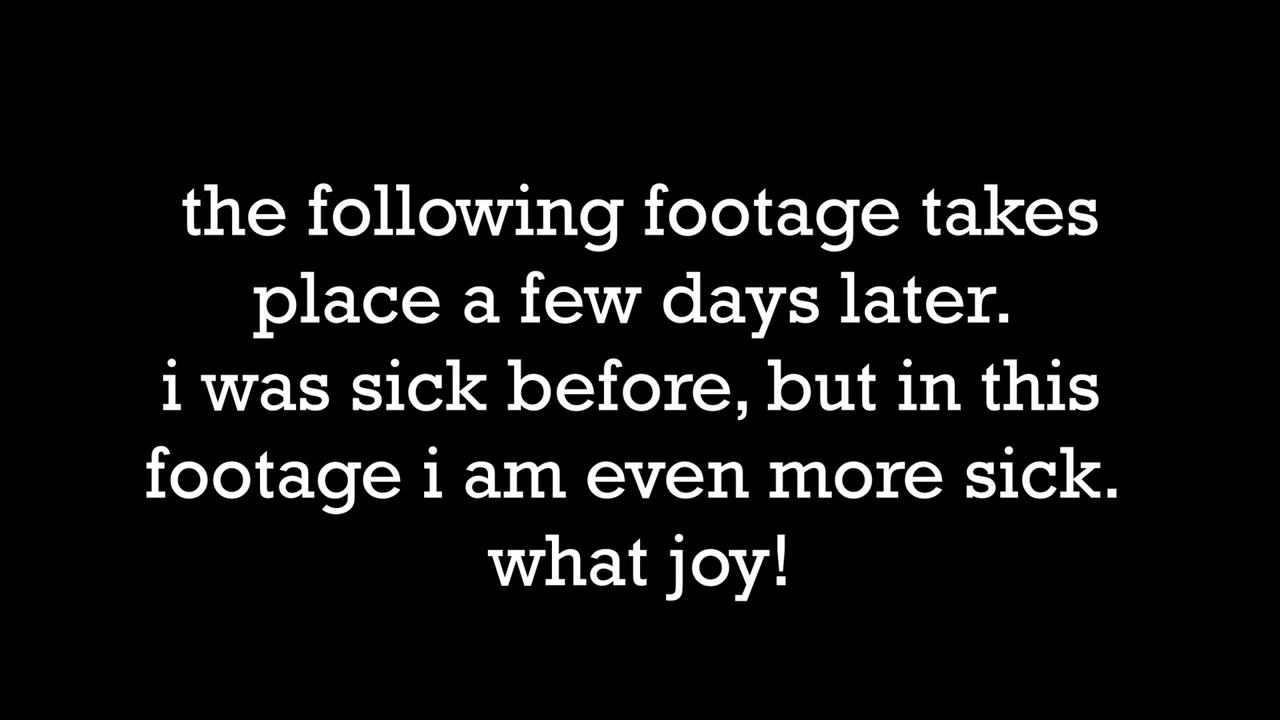 the following footage takes
place a few days later.
i was sick before, but in this
footage i am even more sick.
what joy!